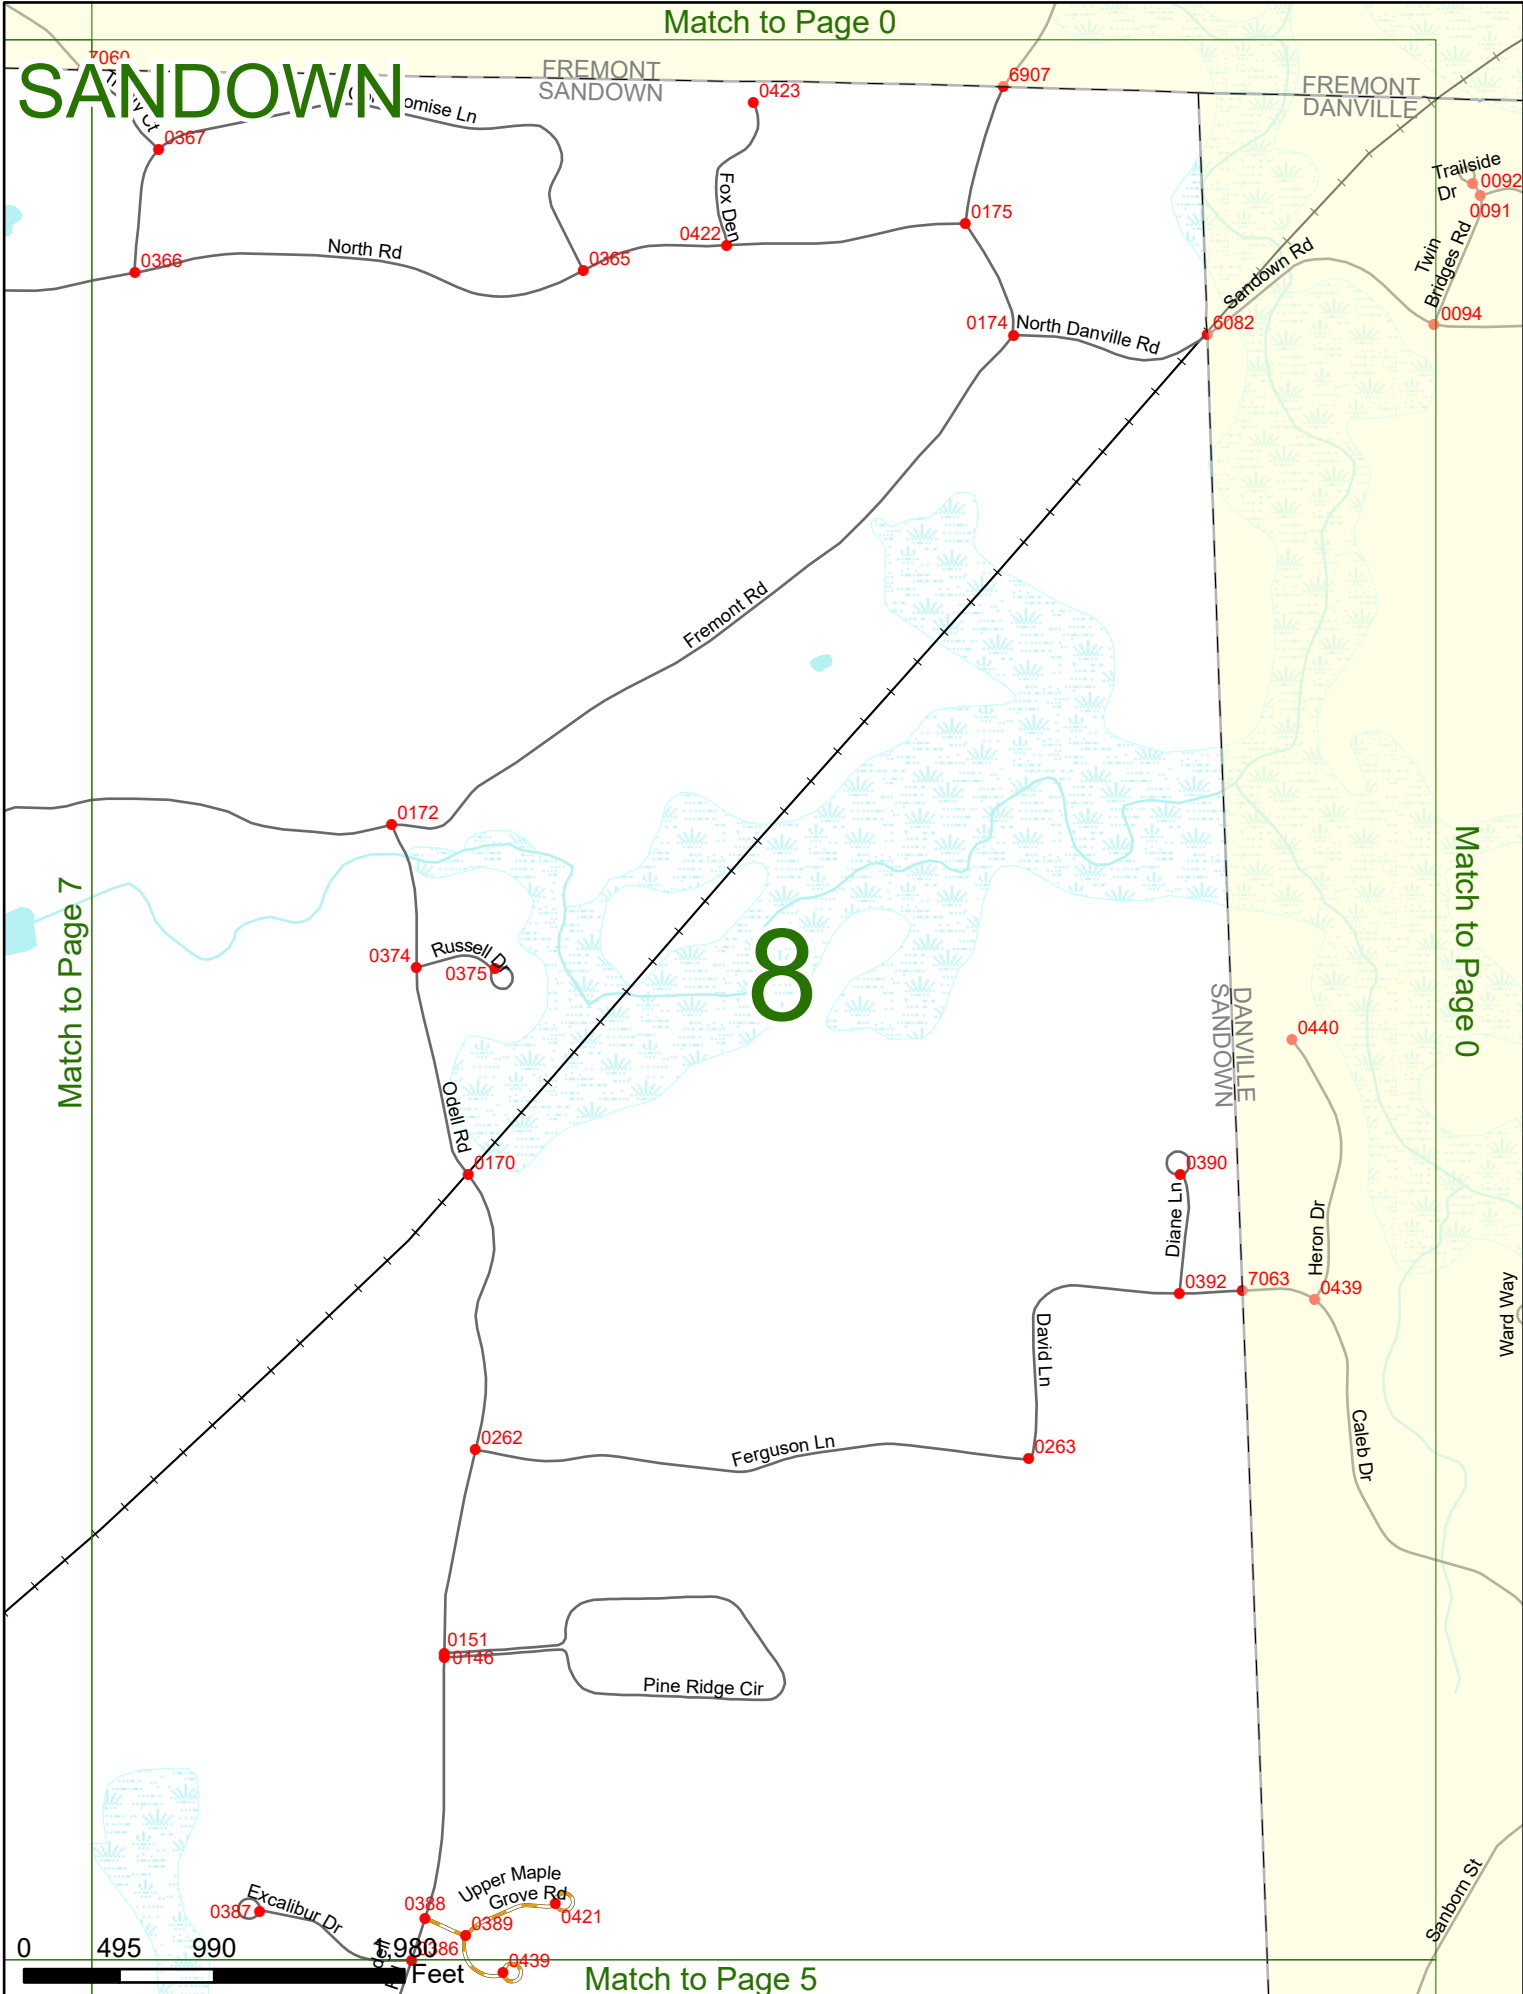 Match to Page 0
7060
SANDOWN
FREMONT
SANDOWN
6907
FREMONT
DANVILLE
0423
omise Ln
Ct
0367
Trailside
Dr
0092
0091
Fox Den
0175
0422
North Rd
0366
0365
Twin
Bridges Rd
Sandown Rd
0094
0174
North Danville Rd
6082
Fremont Rd
0172
Match to Page 7
Match to Page 0
0374
Russell Dr
0375
8
DANVILLE
SANDOWN
0440
Odell Rd
0170
0390
Diane Ln
Heron Dr
0392
7063
0439
Ward Way
David Ln
Caleb Dr
0262
Ferguson Ln
0263
0151
0146
Pine Ridge Cir
Upper Maple
Grove Rd
Excalibur Dr
0387
0388
0389
0421
Sanborn St
0386
0439
0
495
990
1,980
Feet
Match to Page 5